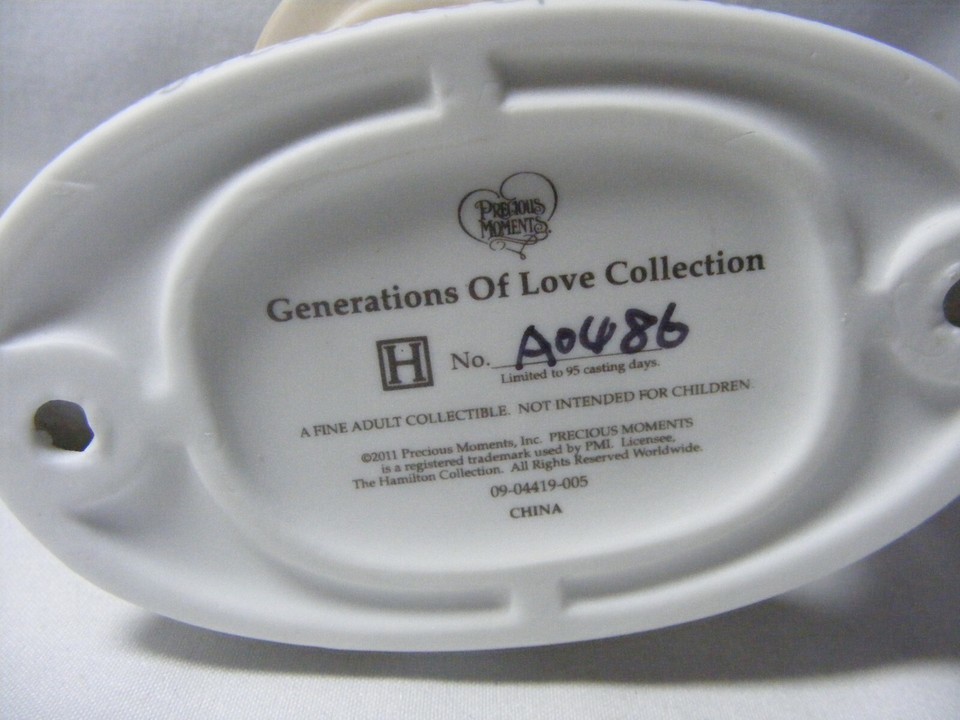 PRECIOUS
MOMENTS
Generations Of Love Collection
H No. A0486
Limited to 95 casting days.
A FINE ADULT COLLECTIBLE. NOT INTENDED FOR CHILDREN.
©2011 Precious Moments, Inc. PRECIOUS MOMENTS
is a registered trademark used by PMI. Licensee,
The Hamilton Collection. All Rights Reserved Worldwide.
09-04419-005
CHINA